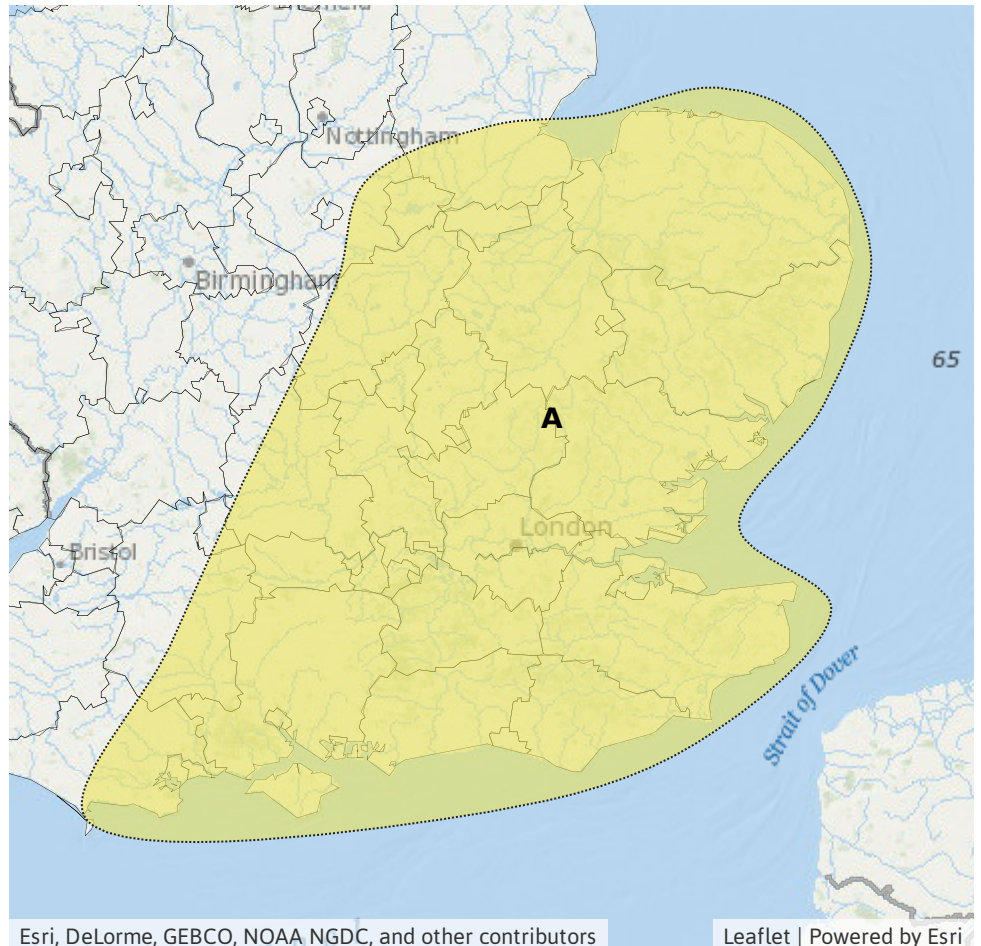 Nottingham
Birmingham
65
A
London
Bristol
Strait of Dover
Esri, DeLorme, GEBCO, NOAA NGDC, and other contributors
Leaflet | Powered by Esri